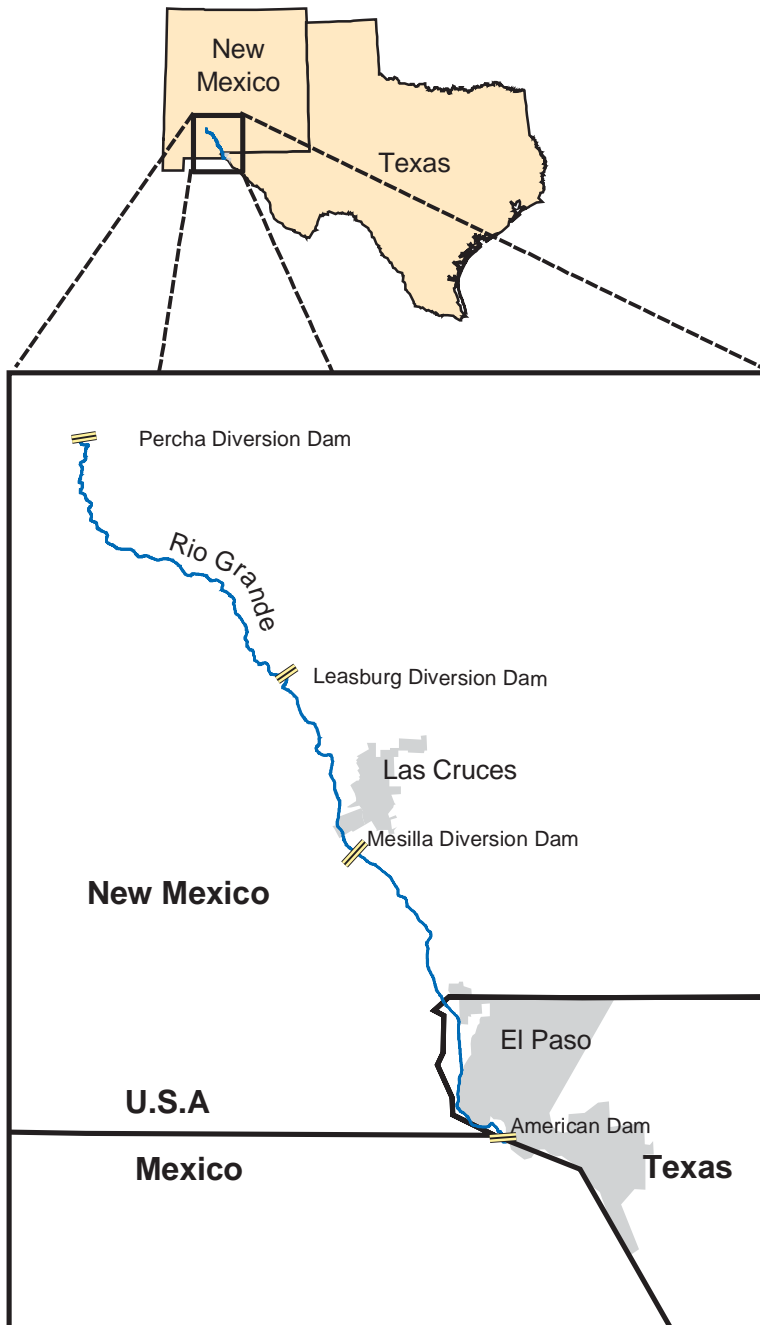 New
Mexico
Texas
Percha Diversion Dam
Rio Grande
Leasburg Diversion Dam
Las Cruces
Mesilla Diversion Dam
New Mexico
El Paso
U.S.A
American Dam
Mexico
Texas